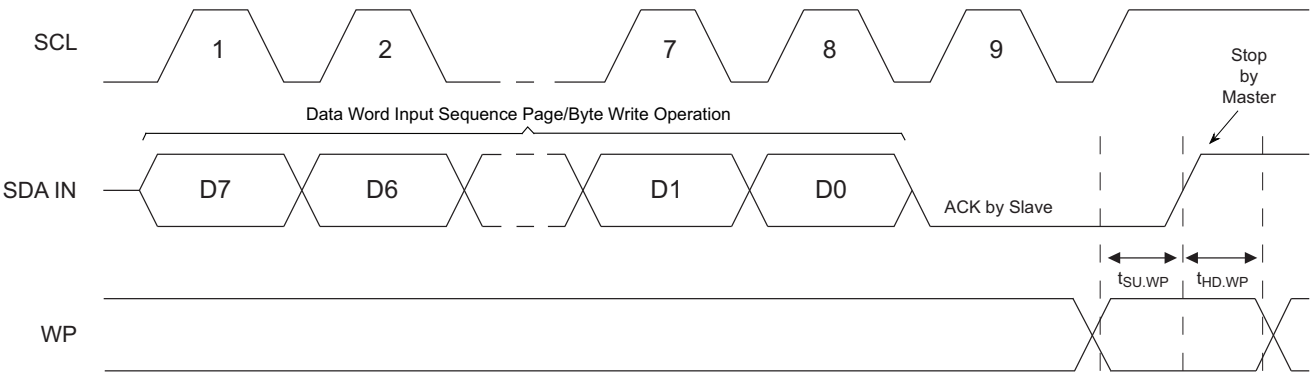 SCL
1
2
7
8
9
Stop
by
Master
Data Word Input Sequence Page/Byte Write Operation
SDA IN
D7
D6
D1
D0
ACK by Slave
tSU.WP
tHD.WP
WP